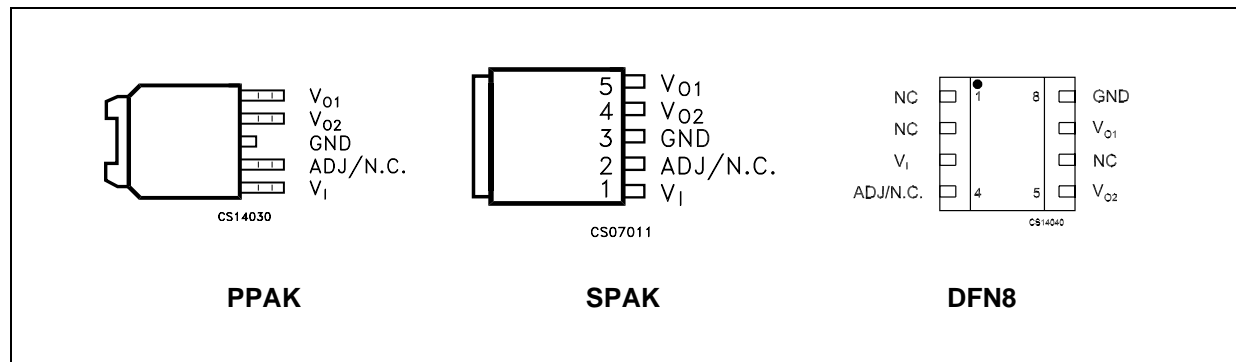 V_O1
V_O2
GND
ADJ/N.C.
V_I
CS14030
PPAK
5 V_O1
4 V_O2
3 GND
2 ADJ/N.C.
1 V_I
CS07011
SPAK
NC 1 8 GND
NC V_O1
V_I NC
ADJ/N.C. 4 5 V_O2
CS14040
DFN8